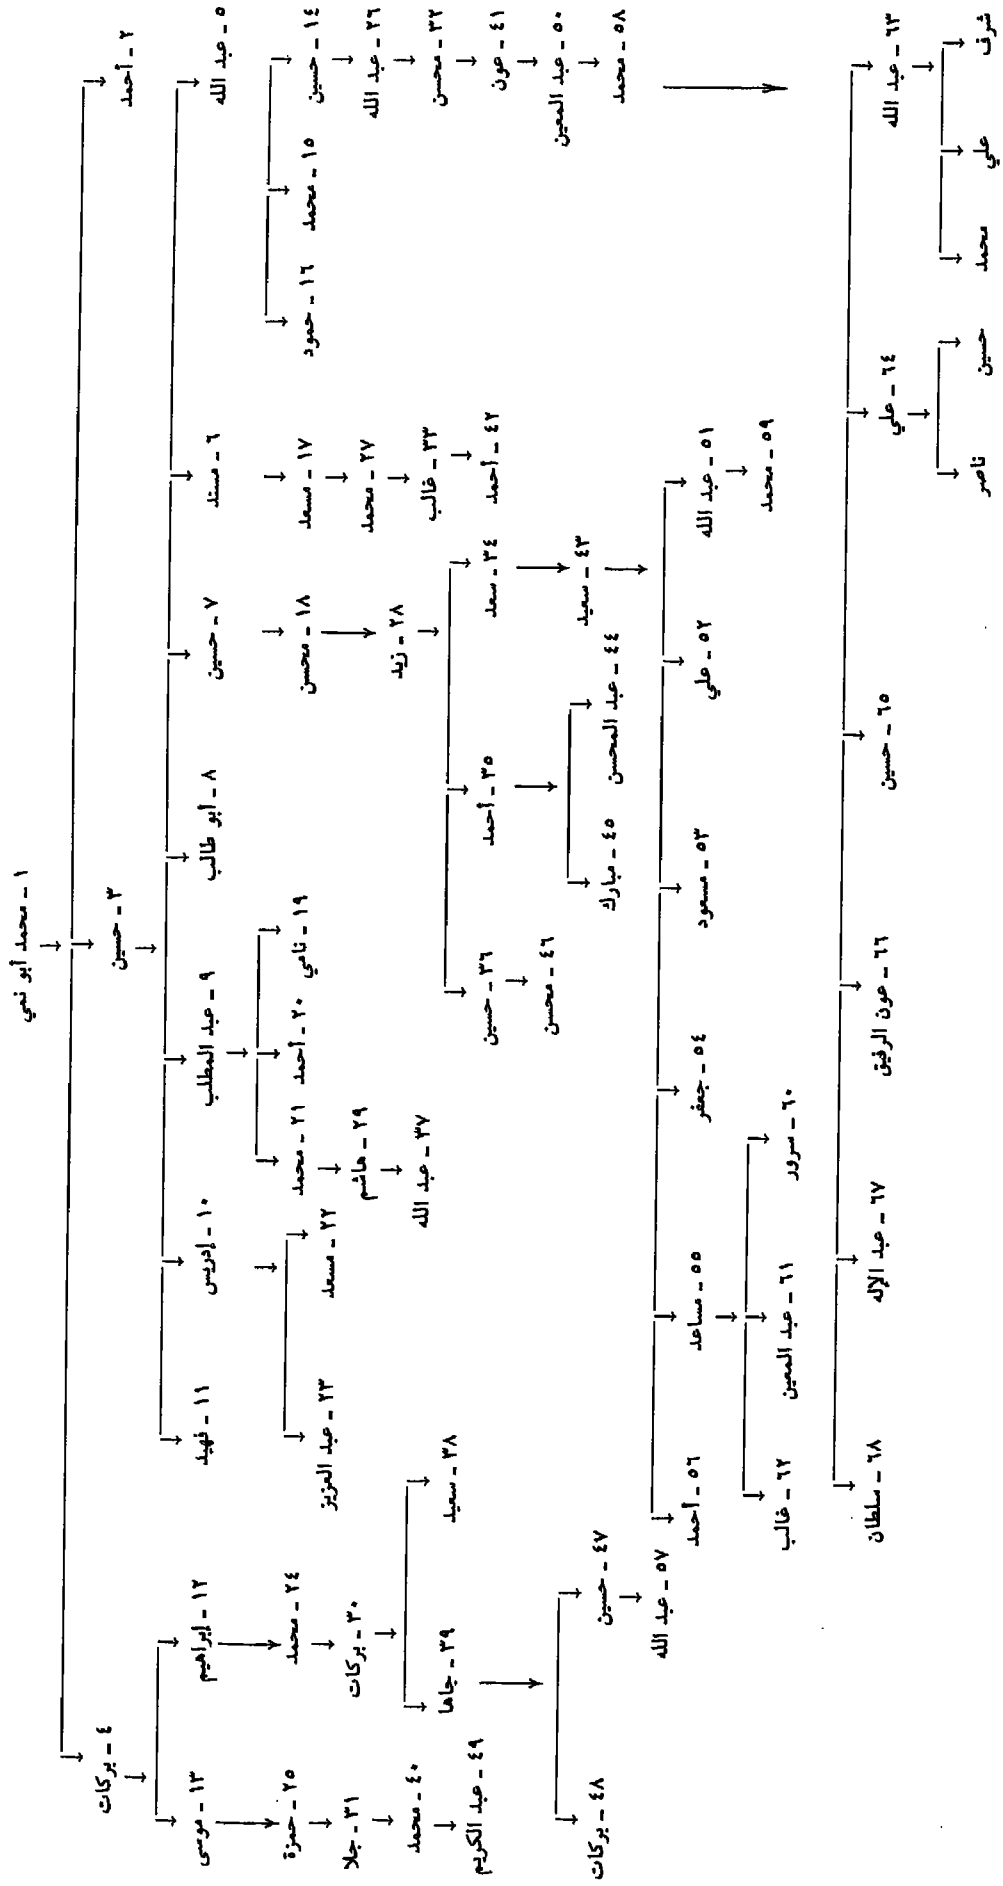 ١ - محمد أبو نمي
٢ - أحمد
٣ - حسين
٤ - بركات
٥ - عبد الله
٦ - مسند
٧ - حسين
٨ - أبو طالب
٩ - عبد المطلب
١٠ - إدريس
١١ - فهيد
١٢ - إبراهيم
١٣ - موسى
١٤ - حسين
١٥ - محمد
١٦ - حمود
١٧ - مسعد
١٨ - محسن
١٩ - نامي
٢٠ - أحمد
٢١ - محمد
٢٢ - مسعد
٢٣ - عبد العزيز
٢٤ - محمد
٢٥ - حمزة
٢٦ - عبد الله
٢٧ - محمد
٢٨ - زيد
٢٩ - هاشم
٣٠ - بركات
٣١ - جلا
٣٢ - محسن
٣٣ - غالب
٣٤ - سعد
٣٥ - أحمد
٣٦ - حسين
٣٧ - عبد الله
٣٨ - سعيد
٣٩ - جاها
٤٠ - محمد
٤١ - عون
٤٢ - أحمد
٤٣ - سعيد
٤٤ - عبد المحسن
٤٥ - مبارك
٤٦ - محسن
٤٧ - حسين
٤٨ - بركات
٤٩ - عبد الكريم
٥٠ - عبد المعين
٥١ - عبد الله
٥٢ - علي
٥٣ - مسعود
٥٤ - جعفر
٥٥ - مساعد
٥٦ - أحمد
٥٧ - عبد الله
٥٨ - محمد
٥٩ - محمد
٦٠ - سرور
٦١ - عبد المعين
٦٢ - غالب
٦٣ - عبد الله
٦٤ - علي
٦٥ - حسين
٦٦ - عون الرفيق
٦٧ - عبد الإله
٦٨ - سلطان
شرف
علي
محمد
حسين
ناصر